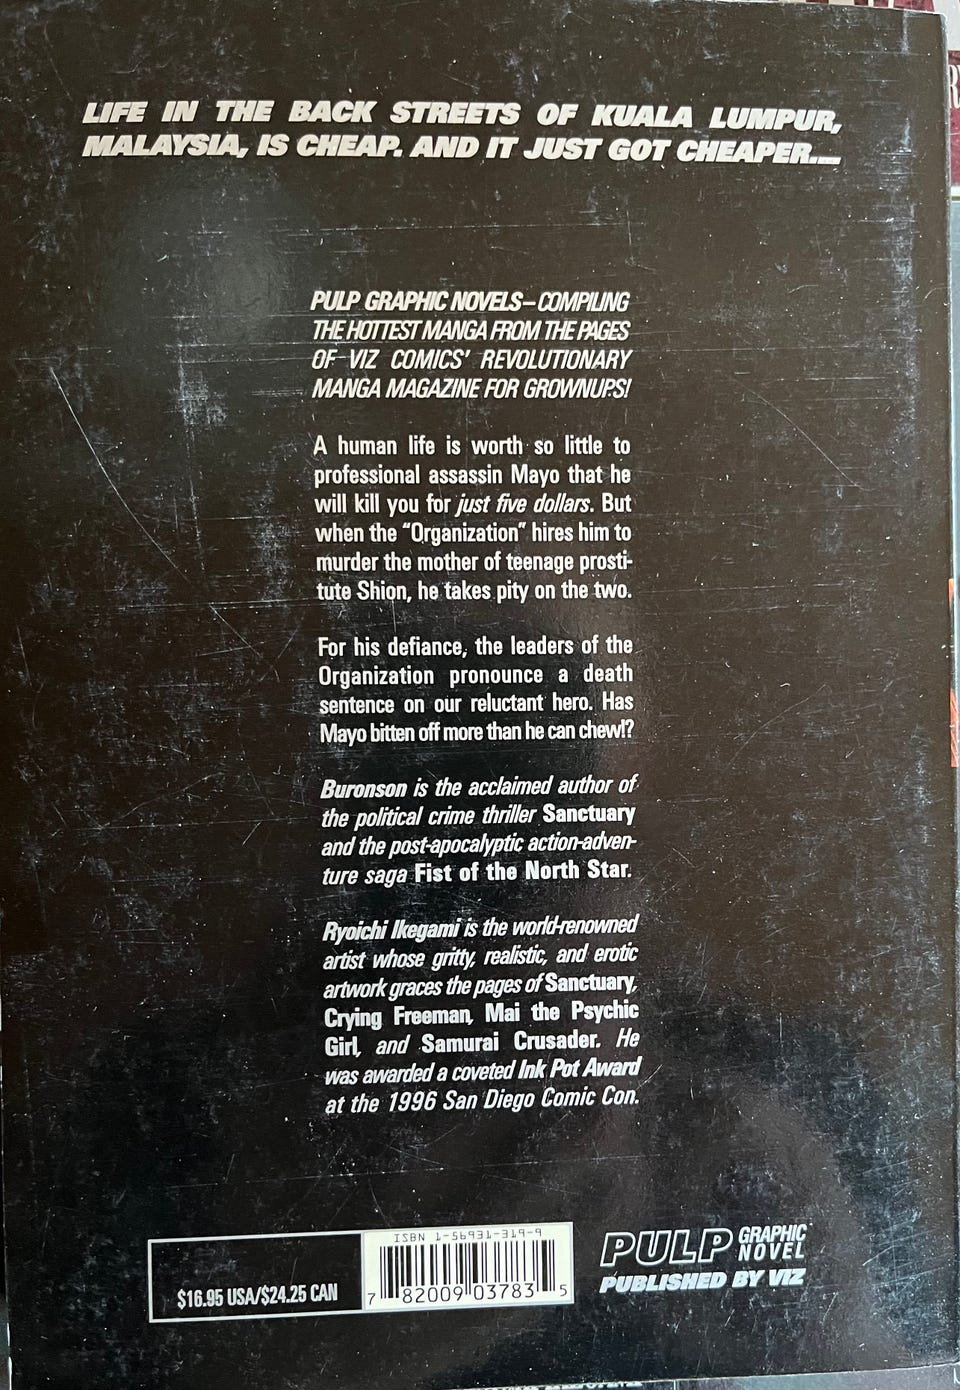 LIFE IN THE BACK STREETS OF KUALA LUMPUR,
MALAYSIA, IS CHEAP. AND IT JUST GOT CHEAPER...
PULP GRAPHIC NOVELS–COMPILING
THE HOTTEST MANGA FROM THE PAGES
OF VIZ COMICS' REVOLUTIONARY
MANGA MAGAZINE FOR GROWNUPS!
A human life is worth so little to
professional assassin Mayo that he
will kill you for just five dollars. But
when the "Organization" hires him to
murder the mother of teenage prosti-
tute Shion, he takes pity on the two.
For his defiance, the leaders of the
Organization pronounce a death
sentence on our reluctant hero. Has
Mayo bitten off more than he can chew!?
Buronson is the acclaimed author of
the political crime thriller Sanctuary
and the post-apocalyptic action-adven-
ture saga Fist of the North Star.
Ryoichi Ikegami is the world-renowned
artist whose gritty, realistic, and erotic
artwork graces the pages of Sanctuary,
Crying Freeman, Mai the Psychic
Girl, and Samurai Crusader. He
was awarded a coveted Ink Pot Award
at the 1996 San Diego Comic Con.
ISBN 1-56931-319-9
$16.95 USA/$24.25 CAN
7 82009 03783 5
PULP GRAPHIC NOVEL
PUBLISHED BY VIZ